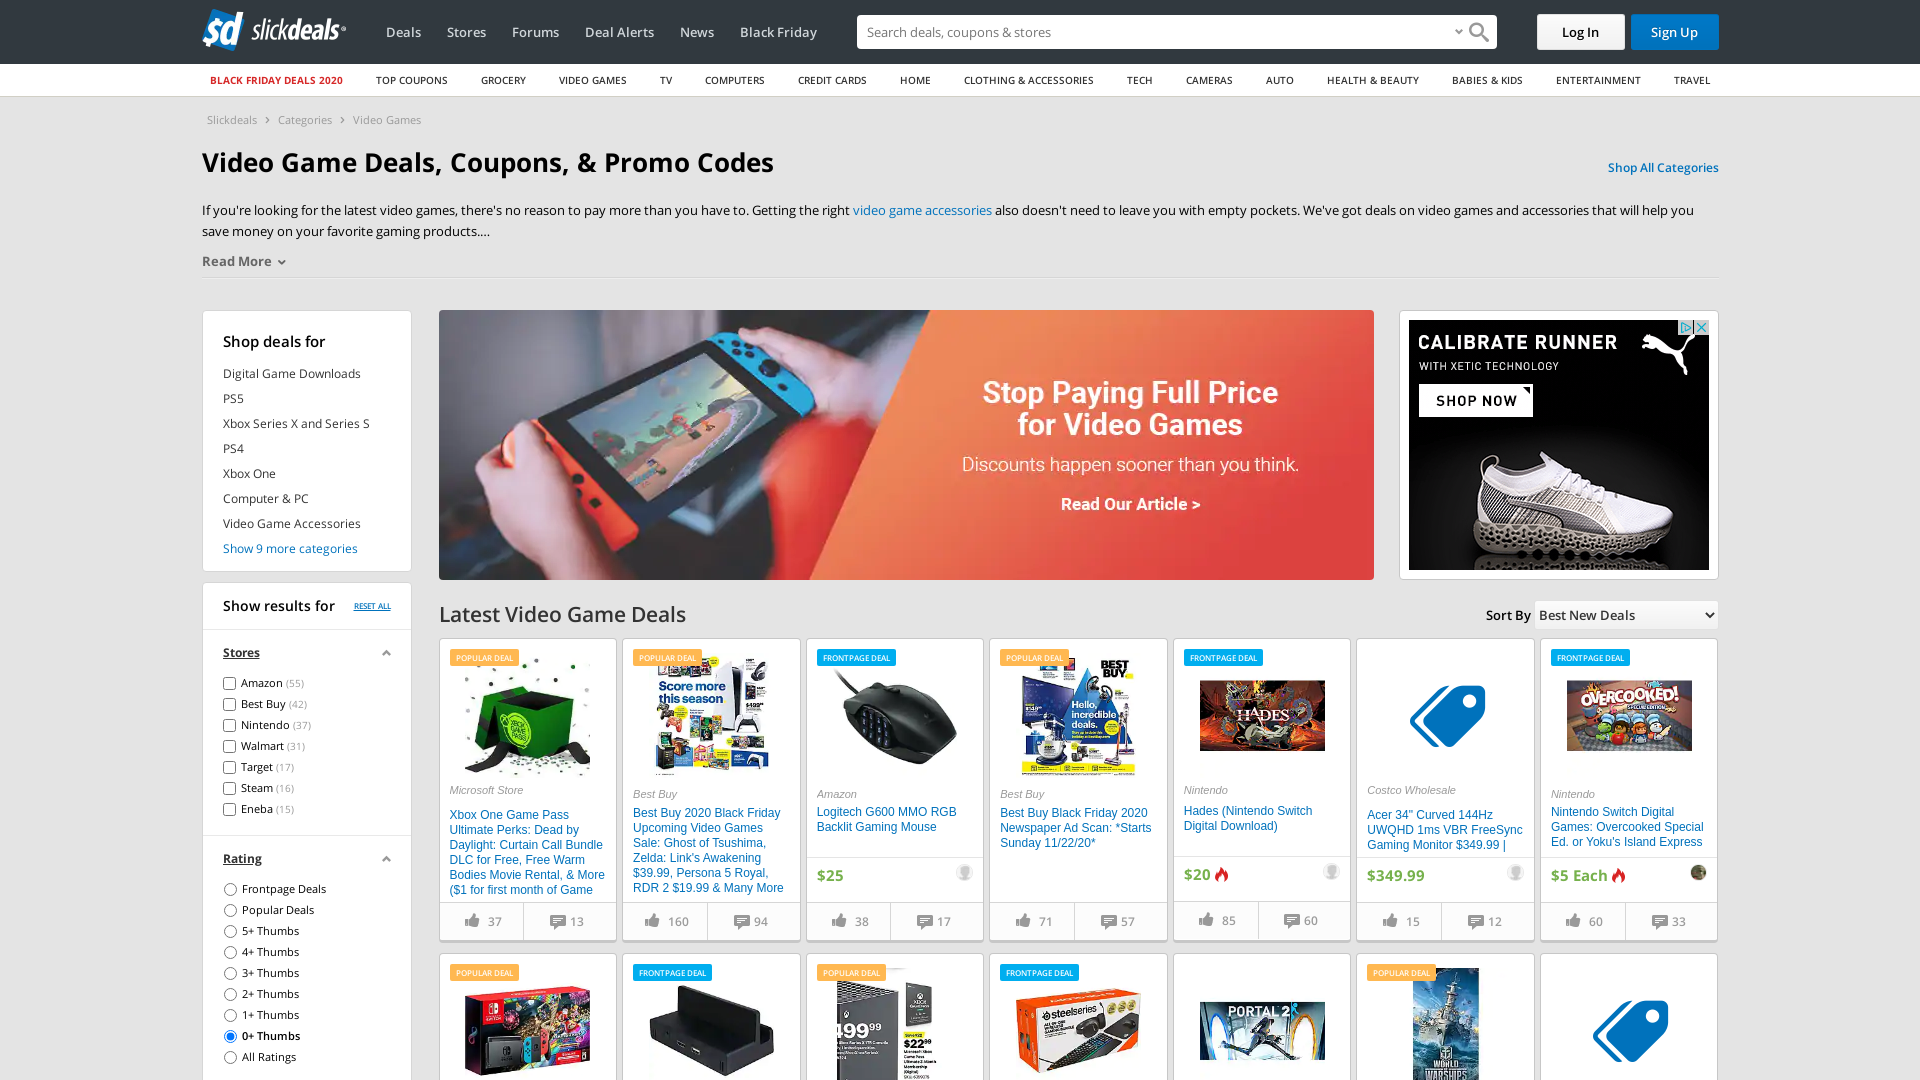 slickdeals
Deals
Stores
Forums
Deal Alerts
News
Black Friday
Search deals, coupons & stores
Log In
Sign Up
BLACK FRIDAY DEALS 2020
TOP COUPONS
GROCERY
VIDEO GAMES
TV
COMPUTERS
CREDIT CARDS
HOME
CLOTHING & ACCESSORIES
TECH
CAMERAS
AUTO
HEALTH & BEAUTY
BABIES & KIDS
ENTERTAINMENT
TRAVEL
Slickdeals > Categories > Video Games
Video Game Deals, Coupons, & Promo Codes
Shop All Categories
If you're looking for the latest video games, there's no reason to pay more than you have to. Getting the right video game accessories also doesn't need to leave you with empty pockets. We've got deals on video games and accessories that will help you
save money on your favorite gaming products....
Read More
Shop deals for
Digital Game Downloads
PS5
Xbox Series X and Series S
PS4
Xbox One
Computer & PC
Video Game Accessories
Show 9 more categories
Show results for
RESET ALL
Stores
Amazon (55)
Best Buy (42)
Nintendo (37)
Walmart (31)
Target (17)
Steam (16)
Eneba (15)
Rating
Frontpage Deals
Popular Deals
5+ Thumbs
4+ Thumbs
3+ Thumbs
2+ Thumbs
1+ Thumbs
0+ Thumbs
All Ratings
Stop Paying Full Price
for Video Games
Discounts happen sooner than you think.
Read Our Article >
CALIBRATE RUNNER
WITH XETIC TECHNOLOGY
SHOP NOW
Latest Video Game Deals
Sort By
Best New Deals
POPULAR DEAL
Microsoft Store
Xbox One Game Pass
Ultimate Perks: Dead by
Daylight: Curtain Call Bundle
DLC for Free, Free Warm
Bodies Movie Rental, & More
($1 for first month of Game
37
13
POPULAR DEAL
Score more
this season
Best Buy
Best Buy 2020 Black Friday
Upcoming Video Games
Sale: Ghost of Tsushima,
Zelda: Link's Awakening
$39.99, Persona 5 Royal,
RDR 2 $19.99 & Many More
160
94
FRONTPAGE DEAL
Amazon
Logitech G600 MMO RGB
Backlit Gaming Mouse
$25
38
17
POPULAR DEAL
BEST
BUY
Hello,
incredible
deals.
Best Buy
Best Buy Black Friday 2020
Newspaper Ad Scan: *Starts
Sunday 11/22/20*
71
57
FRONTPAGE DEAL
HADES
Nintendo
Hades (Nintendo Switch
Digital Download)
$20
85
60
Costco Wholesale
Acer 34" Curved 144Hz
UWQHD 1ms VBR FreeSync
Gaming Monitor $349.99 |
$349.99
15
12
FRONTPAGE DEAL
OVERCOOKED!
SPECIAL EDITION
Nintendo
Nintendo Switch Digital
Games: Overcooked Special
Ed. or Yoku's Island Express
$5 Each
60
33
POPULAR DEAL
FRONTPAGE DEAL
POPULAR DEAL
499 99
$22 99
FRONTPAGE DEAL
steelseries
PORTAL 2
POPULAR DEAL
WORLD
OF
WARSHIPS